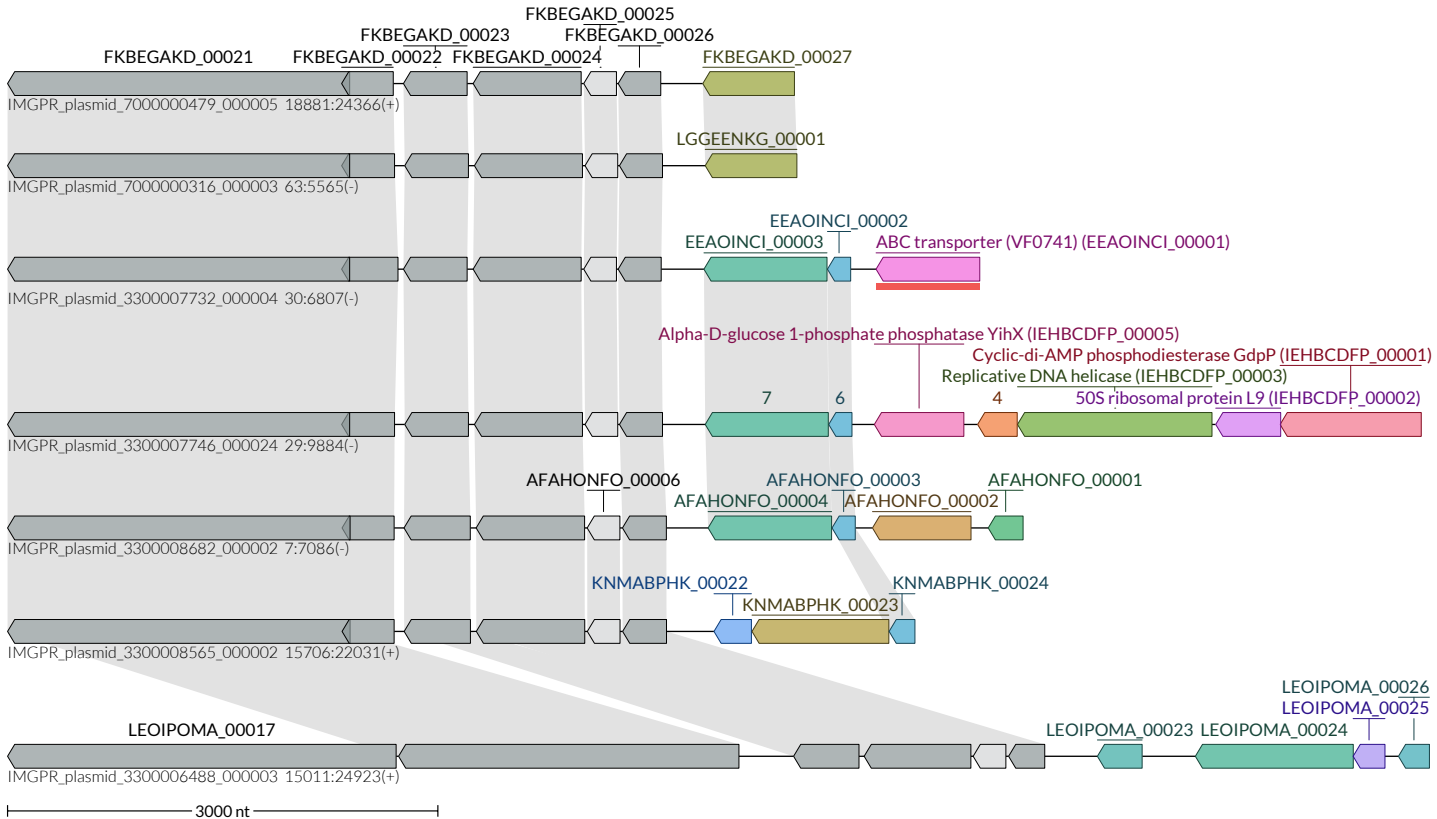 FKBEGAKD_00025
FKBEGAKD_00023 FKBEGAKD_00026
FKBEGAKD_00021 FKBEGAKD_00022 FKBEGAKD_00024 FKBEGAKD_00027
IMGPR_plasmid_7000000479_000005 18881:24366(+)
LGGEENKG_00001
IMGPR_plasmid_7000000316_000003 63:5565(-)
EEAOINCI_00002
EEAOINCI_00003 ABC transporter (VF0741) (EEAOINCI_00001)
IMGPR_plasmid_3300007732_000004 30:6807(-)
Alpha-D-glucose 1-phosphate phosphatase YihX (IEHBCDFP_00005)
Cyclic-di-AMP phosphodiesterase GdpP (IEHBCDFP_00001)
Replicative DNA helicase (IEHBCDFP_00003)
7 6 4 50S ribosomal protein L9 (IEHBCDFP_00002)
IMGPR_plasmid_3300007746_000024 29:9884(-)
AFAHONFO_00006 AFAHONFO_00003 AFAHONFO_00001
AFAHONFO_00004 AFAHONFO_00002
IMGPR_plasmid_3300008682_000002 7:7086(-)
KNMABPHK_00022 KNMABPHK_00024
KNMABPHK_00023
IMGPR_plasmid_3300008565_000002 15706:22031(+)
LEOIPOMA_00026
LEOIPOMA_00025
LEOIPOMA_00017 LEOIPOMA_00023 LEOIPOMA_00024
IMGPR_plasmid_3300006488_000003 15011:24923(+)
3000 nt